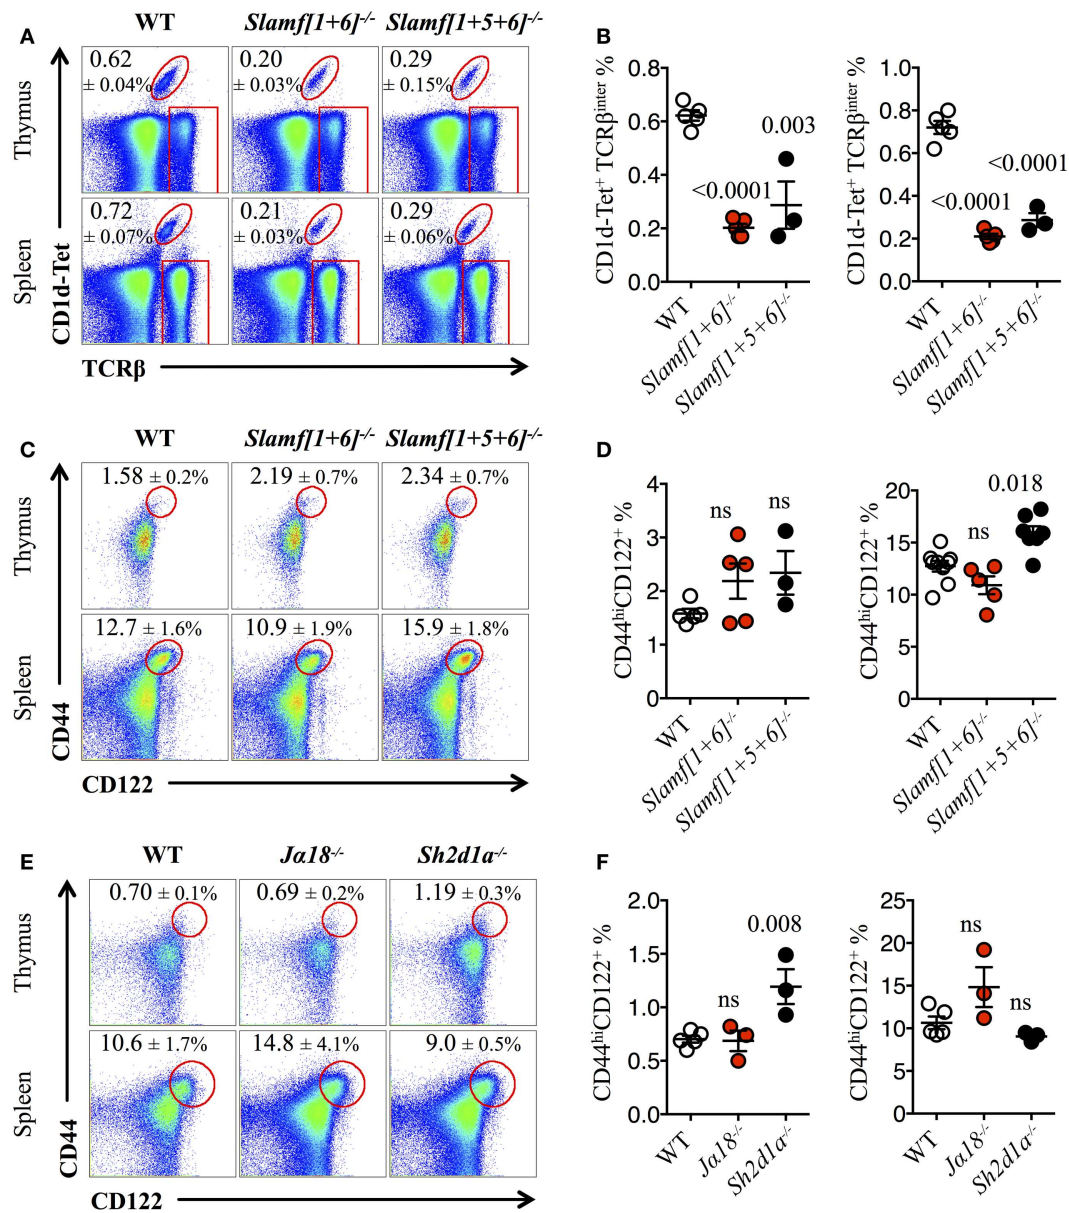 A
WT
Slamf[1+6]-/-
Slamf[1+5+6]-/-
Thymus
0.62
± 0.04%
0.20
± 0.03%
0.29
± 0.15%
Spleen
0.72
± 0.07%
0.21
± 0.03%
0.29
± 0.06%
CD1d-Tet
TCRβ
B
CD1d-Tet+ TCRβinter %
0.8
0.6
0.4
0.2
0.0
<0.0001
0.003
WT
Slamf[1+6]-/-
Slamf[1+5+6]-/-
CD1d-Tet+ TCRβinter %
1.0
0.8
0.6
0.4
0.2
0.0
<0.0001
<0.0001
WT
Slamf[1+6]-/-
Slamf[1+5+6]-/-
C
WT
Slamf[1+6]-/-
Slamf[1+5+6]-/-
Thymus
1.58 ± 0.2%
2.19 ± 0.7%
2.34 ± 0.7%
Spleen
12.7 ± 1.6%
10.9 ± 1.9%
15.9 ± 1.8%
CD44
CD122
D
CD44hiCD122+ %
4
3
2
1
0
ns
ns
WT
Slamf[1+6]-/-
Slamf[1+5+6]-/-
CD44hiCD122+ %
20
15
10
5
0
ns
0.018
WT
Slamf[1+6]-/-
Slamf[1+5+6]-/-
E
WT
Jα18-/-
Sh2d1a-/-
Thymus
0.70 ± 0.1%
0.69 ± 0.2%
1.19 ± 0.3%
Spleen
10.6 ± 1.7%
14.8 ± 4.1%
9.0 ± 0.5%
CD44
CD122
F
CD44hiCD122+ %
2.0
1.5
1.0
0.5
0.0
ns
0.008
WT
Jα18-/-
Sh2d1a-/-
CD44hiCD122+ %
25
20
15
10
5
0
ns
ns
WT
Jα18-/-
Sh2d1a-/-